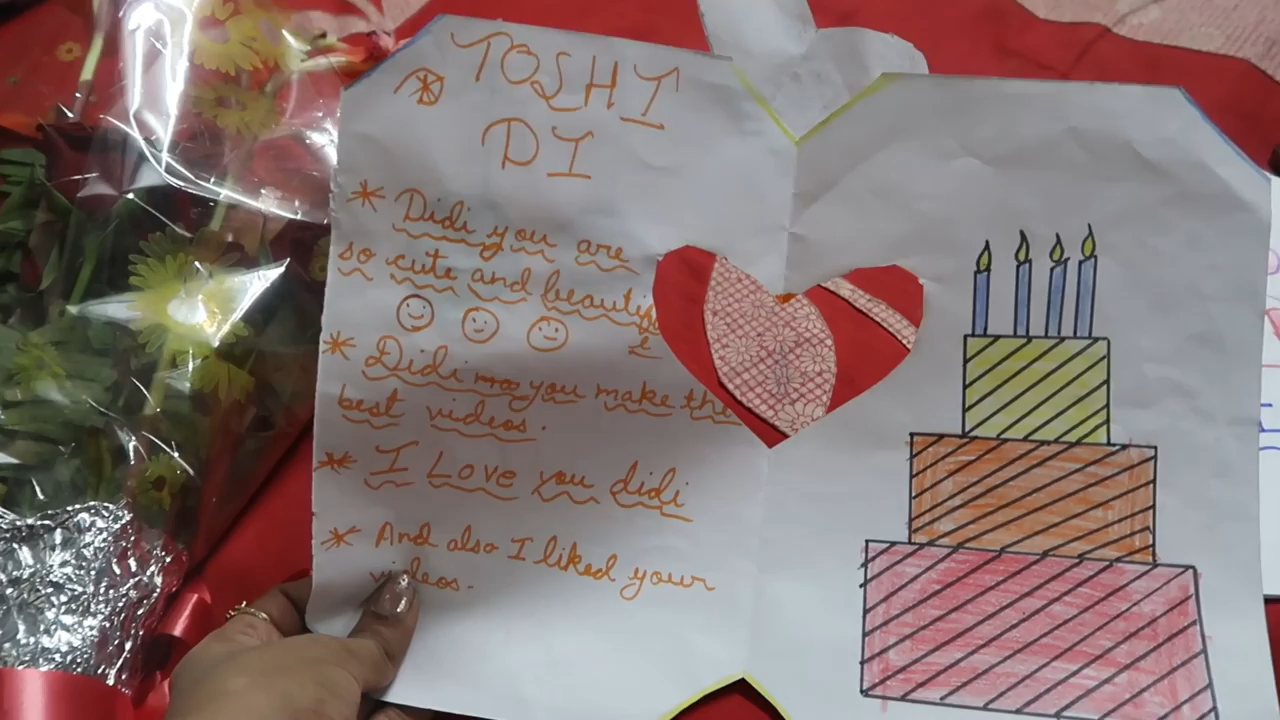 TOSHI
DI
Didi you are
so cute and beautiful
Didi you make the
best videos.
I Love you didi
And also I liked your
videos.